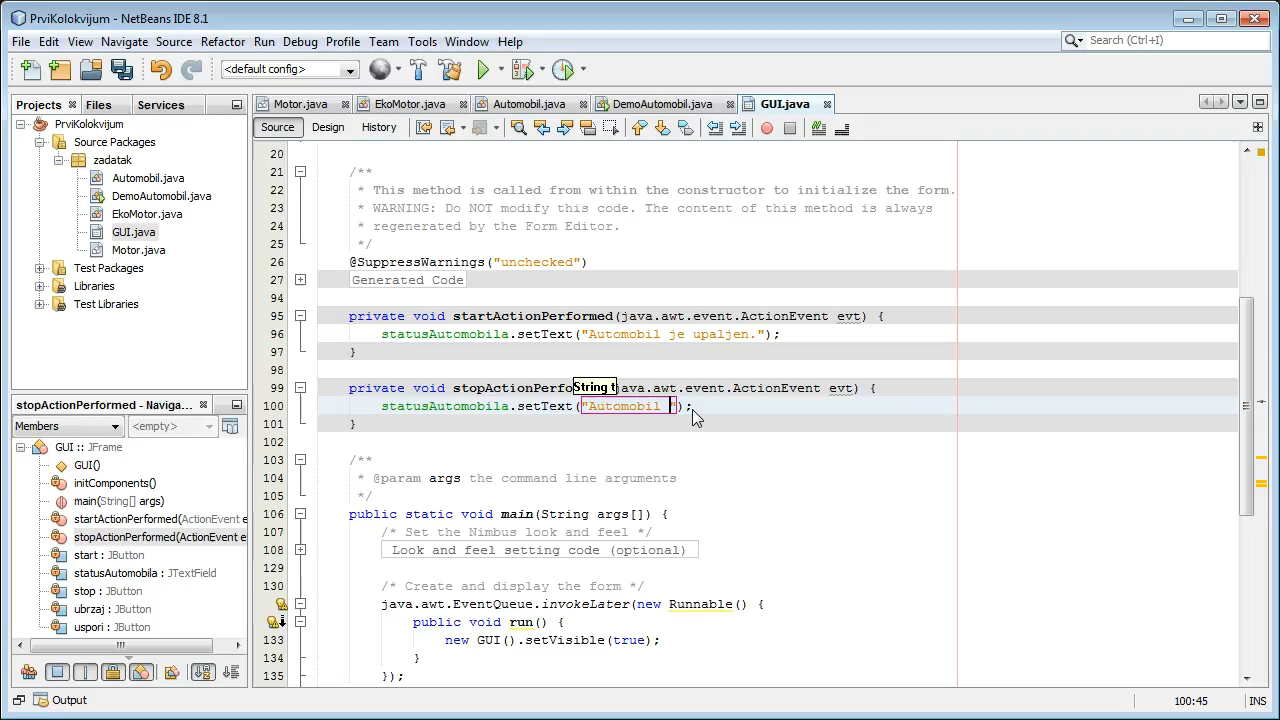 PrviKolokvijum - NetBeans IDE 8.1
File Edit View Navigate Source Refactor Run Debug Profile Team Tools Window Help
Search (Ctrl+I)
<default config>
Projects Files Services
Motor.java EkoMotor.java Automobil.java DemoAutomobil.java GUI.java
Source Design History
PrviKolokvijum
Source Packages
zadatak
Automobil.java
DemoAutomobil.java
EkoMotor.java
GUI.java
Motor.java
Test Packages
Libraries
Test Libraries
stopActionPerformed - Naviga...
Members <empty>
GUI :: JFrame
GUI()
initComponents()
main(String[] args)
startActionPerformed(ActionEvent e
stopActionPerformed(ActionEvent e
start : JButton
statusAutomobila : JTextField
stop : JButton
ubrzaj : JButton
uspori : JButton
20
21 /**
22 * This method is called from within the constructor to initialize the form.
23 * WARNING: Do NOT modify this code. The content of this method is always
24 * regenerated by the Form Editor.
25 */
26 @SuppressWarnings("unchecked")
27 Generated Code
94
95 private void startActionPerformed(java.awt.event.ActionEvent evt) {
96 statusAutomobila.setText("Automobil je upaljen.");
97 }
98
99 private void stopActionPerfo String t java.awt.event.ActionEvent evt) {
100 statusAutomobila.setText("Automobil ");
101 }
102
103 /**
104 * @param args the command line arguments
105 */
106 public static void main(String args[]) {
107 /* Set the Nimbus look and feel */
108 Look and feel setting code (optional)
129
130 /* Create and display the form */
java.awt.EventQueue.invokeLater(new Runnable() {
public void run() {
133 new GUI().setVisible(true);
134 }
135 });
Output
100:45 INS